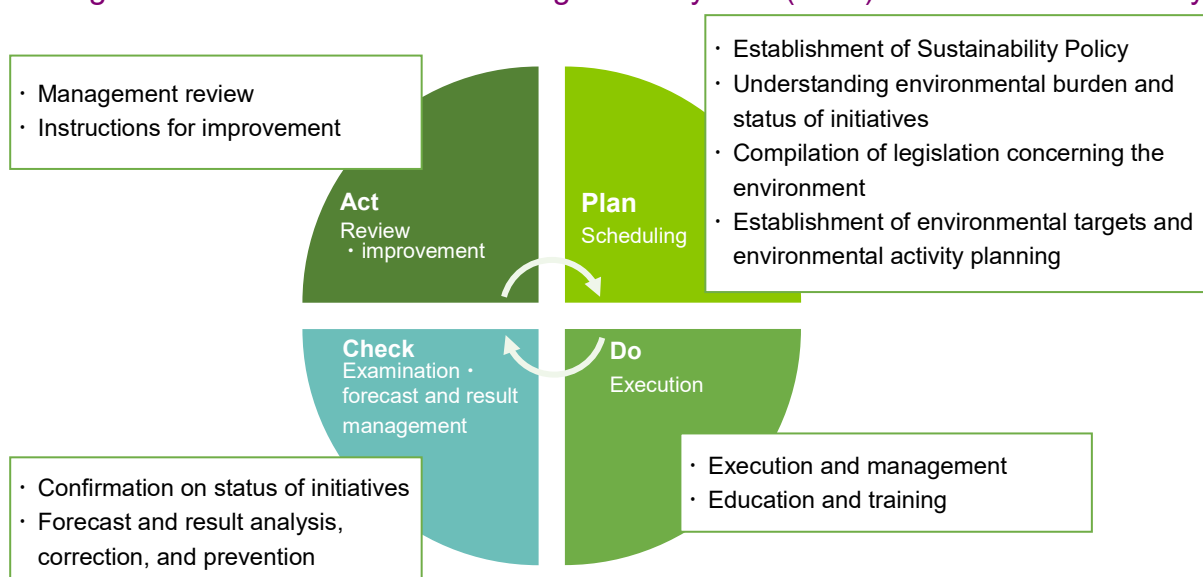 ・ Management review
・ Instructions for improvement
・ Establishment of Sustainability Policy
・ Understanding environmental burden and
status of initiatives
・ Compilation of legislation concerning the
environment
・ Establishment of environmental targets and
environmental activity planning
Act
Review
・improvement
Plan
Scheduling
Check
Examination・
forecast and result
management
Do
Execution
・ Confirmation on status of initiatives
・ Forecast and result analysis,
correction, and prevention
・ Execution and management
・ Education and training